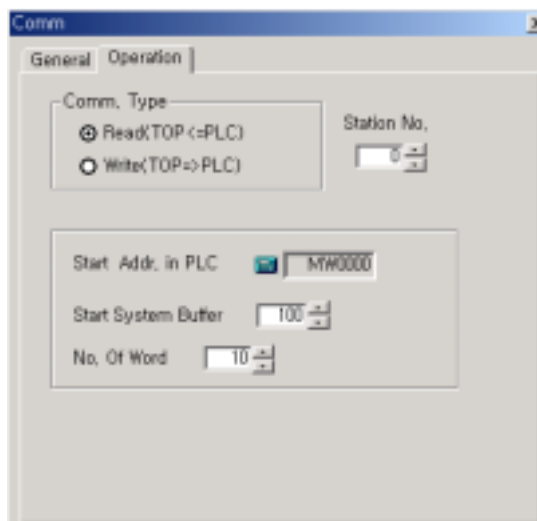 Comm
General Operation
Comm. Type
Read(TOP<=PLC)
Write(TOP=>PLC)
Station No.
0
Start Addr. in PLC MW0000
Start System Buffer 100
No. Of Word 10